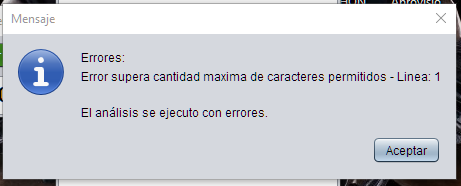 Mensaje
Errores:
Error supera cantidad maxima de caracteres permitidos - Linea: 1
El análisis se ejecuto con errores.
Aceptar